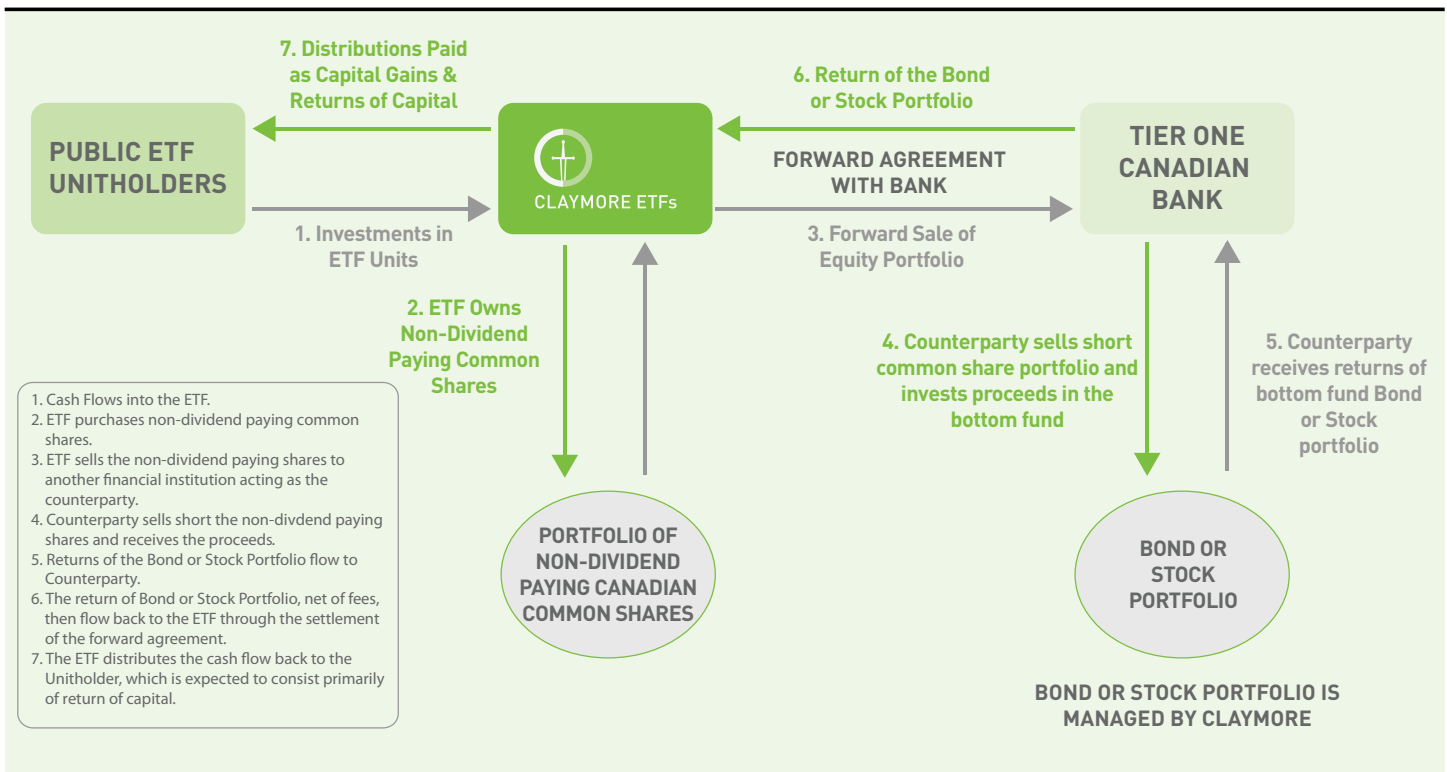 7. Distributions Paid
as Capital Gains &
Returns of Capital
6. Return of the Bond
or Stock Portfolio
PUBLIC ETF
UNITHOLDERS
CLAYMORE ETFs
FORWARD AGREEMENT
WITH BANK
TIER ONE
CANADIAN
BANK
1. Investments in
ETF Units
3. Forward Sale of
Equity Portfolio
2. ETF Owns
Non-Dividend
Paying Common
Shares
4. Counterparty sells short
common share portfolio and
invests proceeds in the
bottom fund
5. Counterparty
receives returns of
bottom fund Bond
or Stock
portfolio
1. Cash Flows into the ETF.
2. ETF purchases non-dividend paying common
shares.
3. ETF sells the non-dividend paying shares to
another financial institution acting as the
counterparty.
4. Counterparty sells short the non-divdend paying
shares and receives the proceeds.
5. Returns of the Bond or Stock Portfolio flow to
Counterparty.
6. The return of Bond or Stock Portfolio, net of fees,
then flow back to the ETF through the settlement
of the forward agreement.
7. The ETF distributes the cash flow back to the
Unitholder, which is expected to consist primarily
of return of capital.
PORTFOLIO OF
NON-DIVIDEND
PAYING CANADIAN
COMMON SHARES
BOND OR
STOCK
PORTFOLIO
BOND OR STOCK PORTFOLIO IS
MANAGED BY CLAYMORE